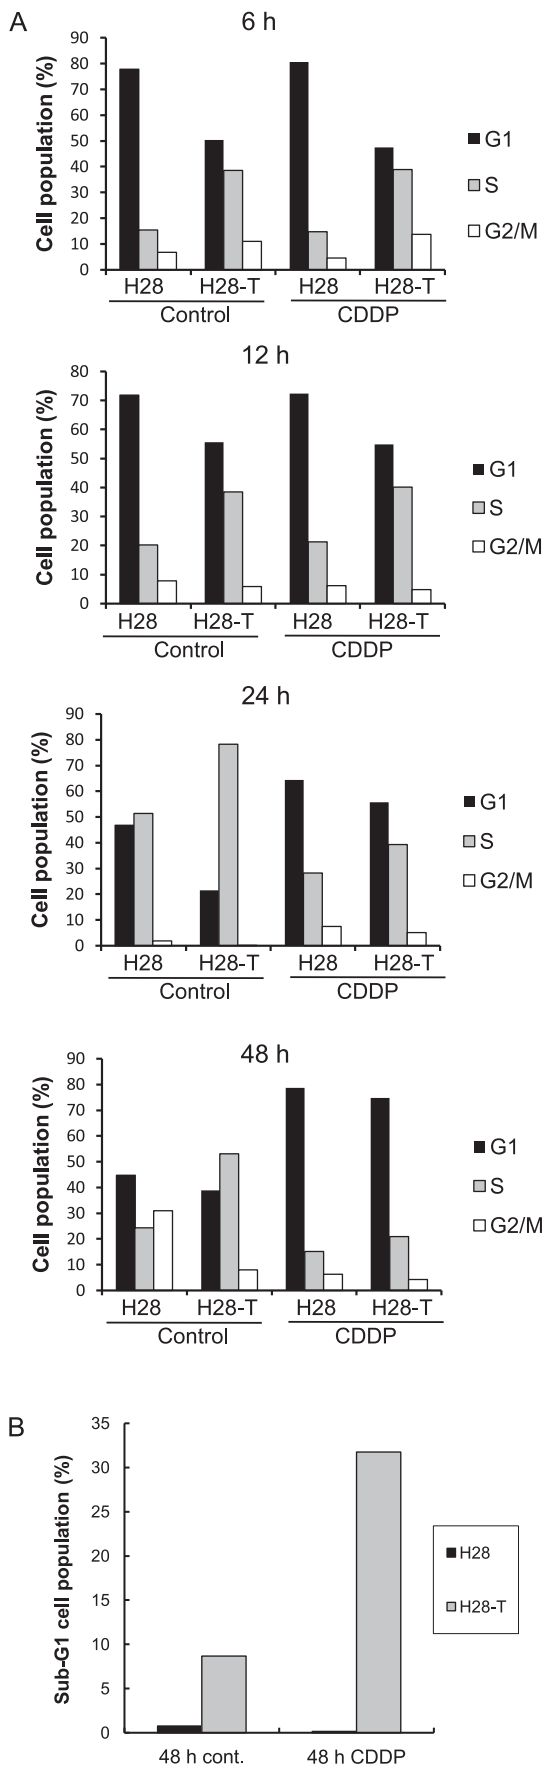 A
6 h
Cell population (%)
90
80
70
60
50
40
30
20
10
0
G1
S
G2/M
H28 H28-T H28 H28-T
Control CDDP
12 h
Cell population (%)
80
70
60
50
40
30
20
10
0
G1
S
G2/M
H28 H28-T H28 H28-T
Control CDDP
24 h
Cell population (%)
90
80
70
60
50
40
30
20
10
0
G1
S
G2/M
H28 H28-T H28 H28-T
Control CDDP
48 h
Cell population (%)
90
80
70
60
50
40
30
20
10
0
G1
S
G2/M
H28 H28-T H28 H28-T
Control CDDP
B
Sub-G1 cell population (%)
35
30
25
20
15
10
5
0
H28
H28-T
48 h cont. 48 h CDDP